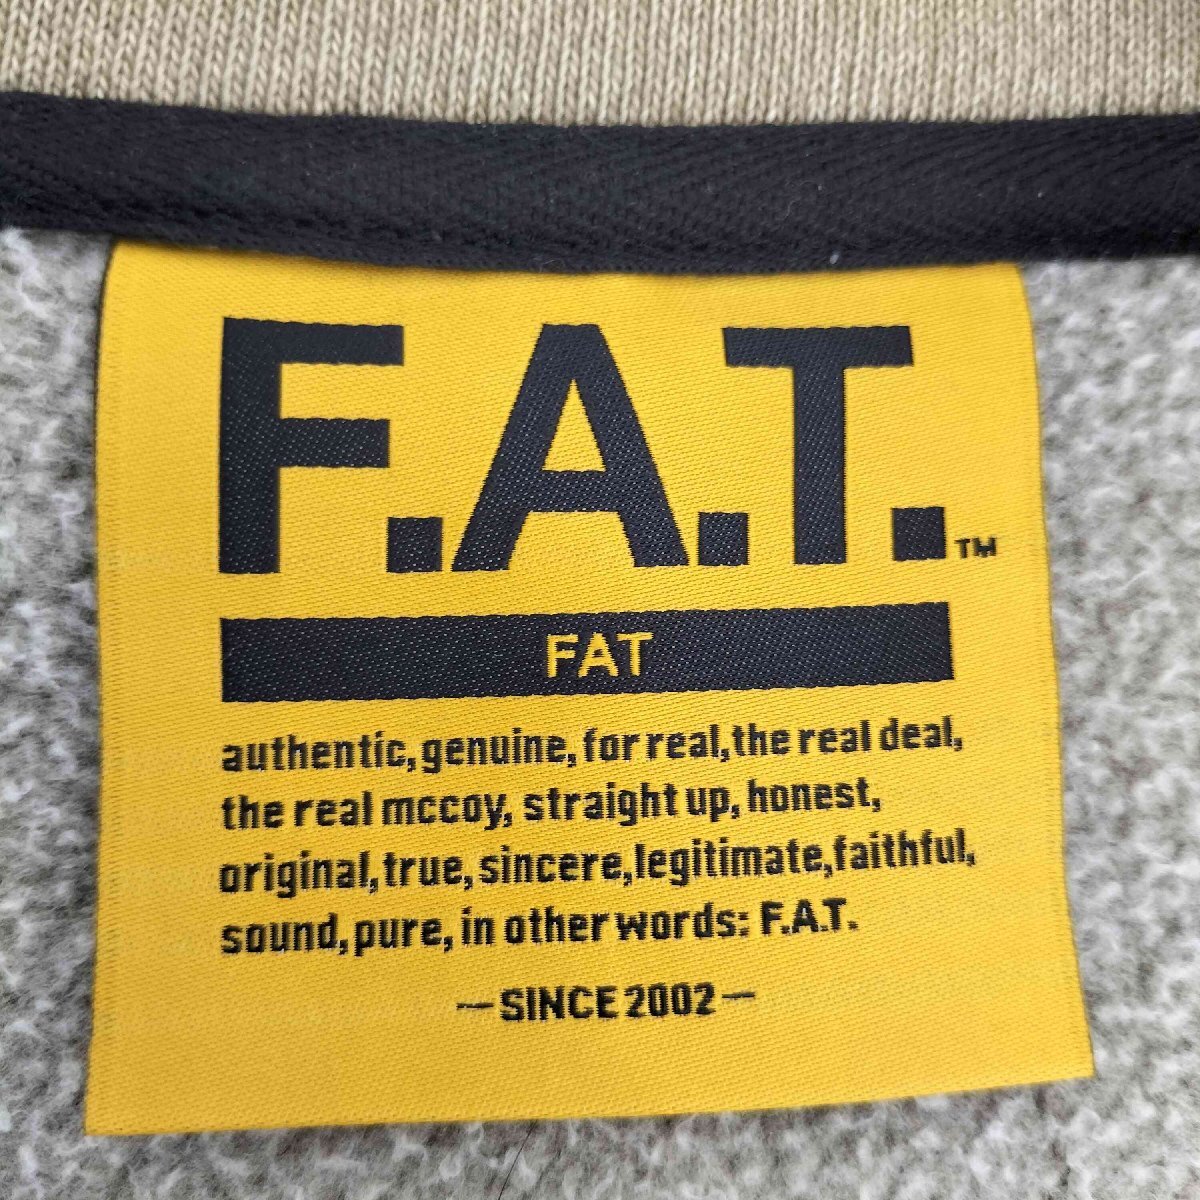 F.A.T.™
FAT
authentic, genuine, for real, the real deal,
the real mccoy, straight up, honest,
original, true, sincere, legitimate, faithful,
sound, pure, in other words: F.A.T.
—SINCE 2002—